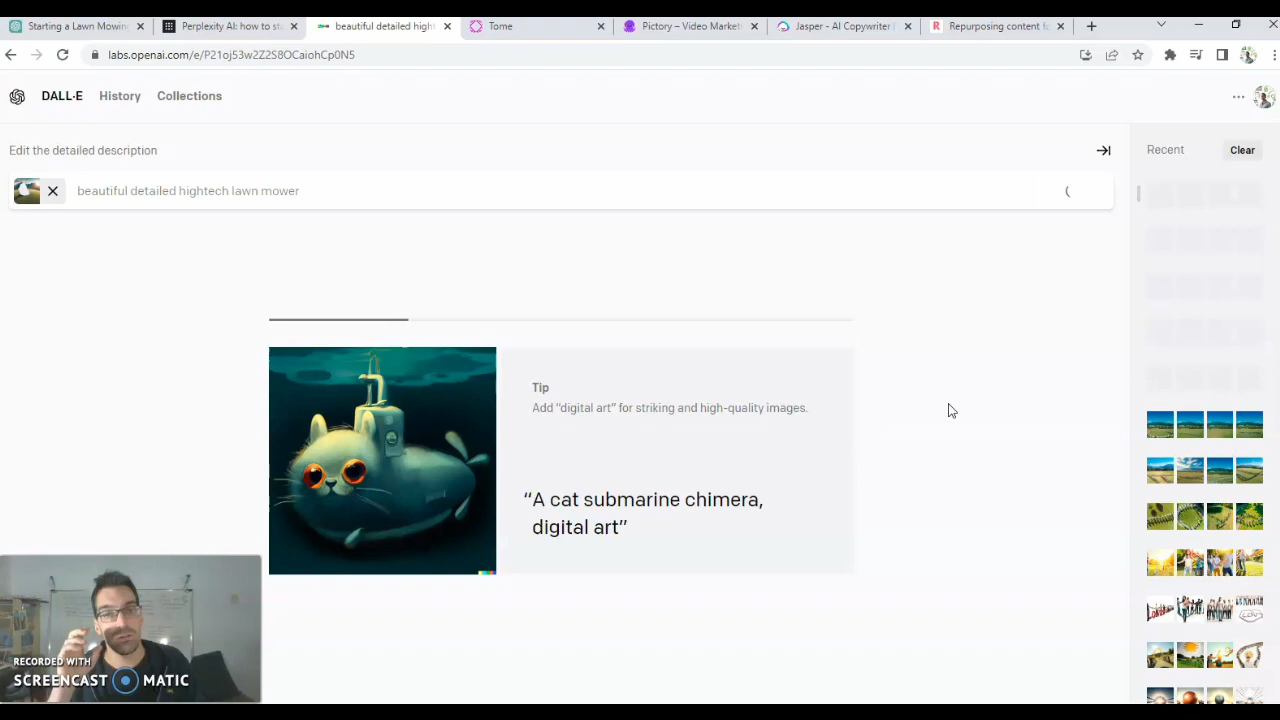 Starting a Lawn Mowing
Perplexity AI: how to st
beautiful detailed high
Tome
Pictory – Video Market
Jasper - AI Copywriter |
Repurposing content fo
labs.openai.com/e/P21oj53w2Z2S8OCaiohCp0N5
DALL·E
History
Collections
Edit the detailed description
Recent
Clear
beautiful detailed hightech lawn mower
Tip
Add “digital art” for striking and high-quality images.
“A cat submarine chimera,
digital art”
RECORDED WITH
SCREENCAST MATIC